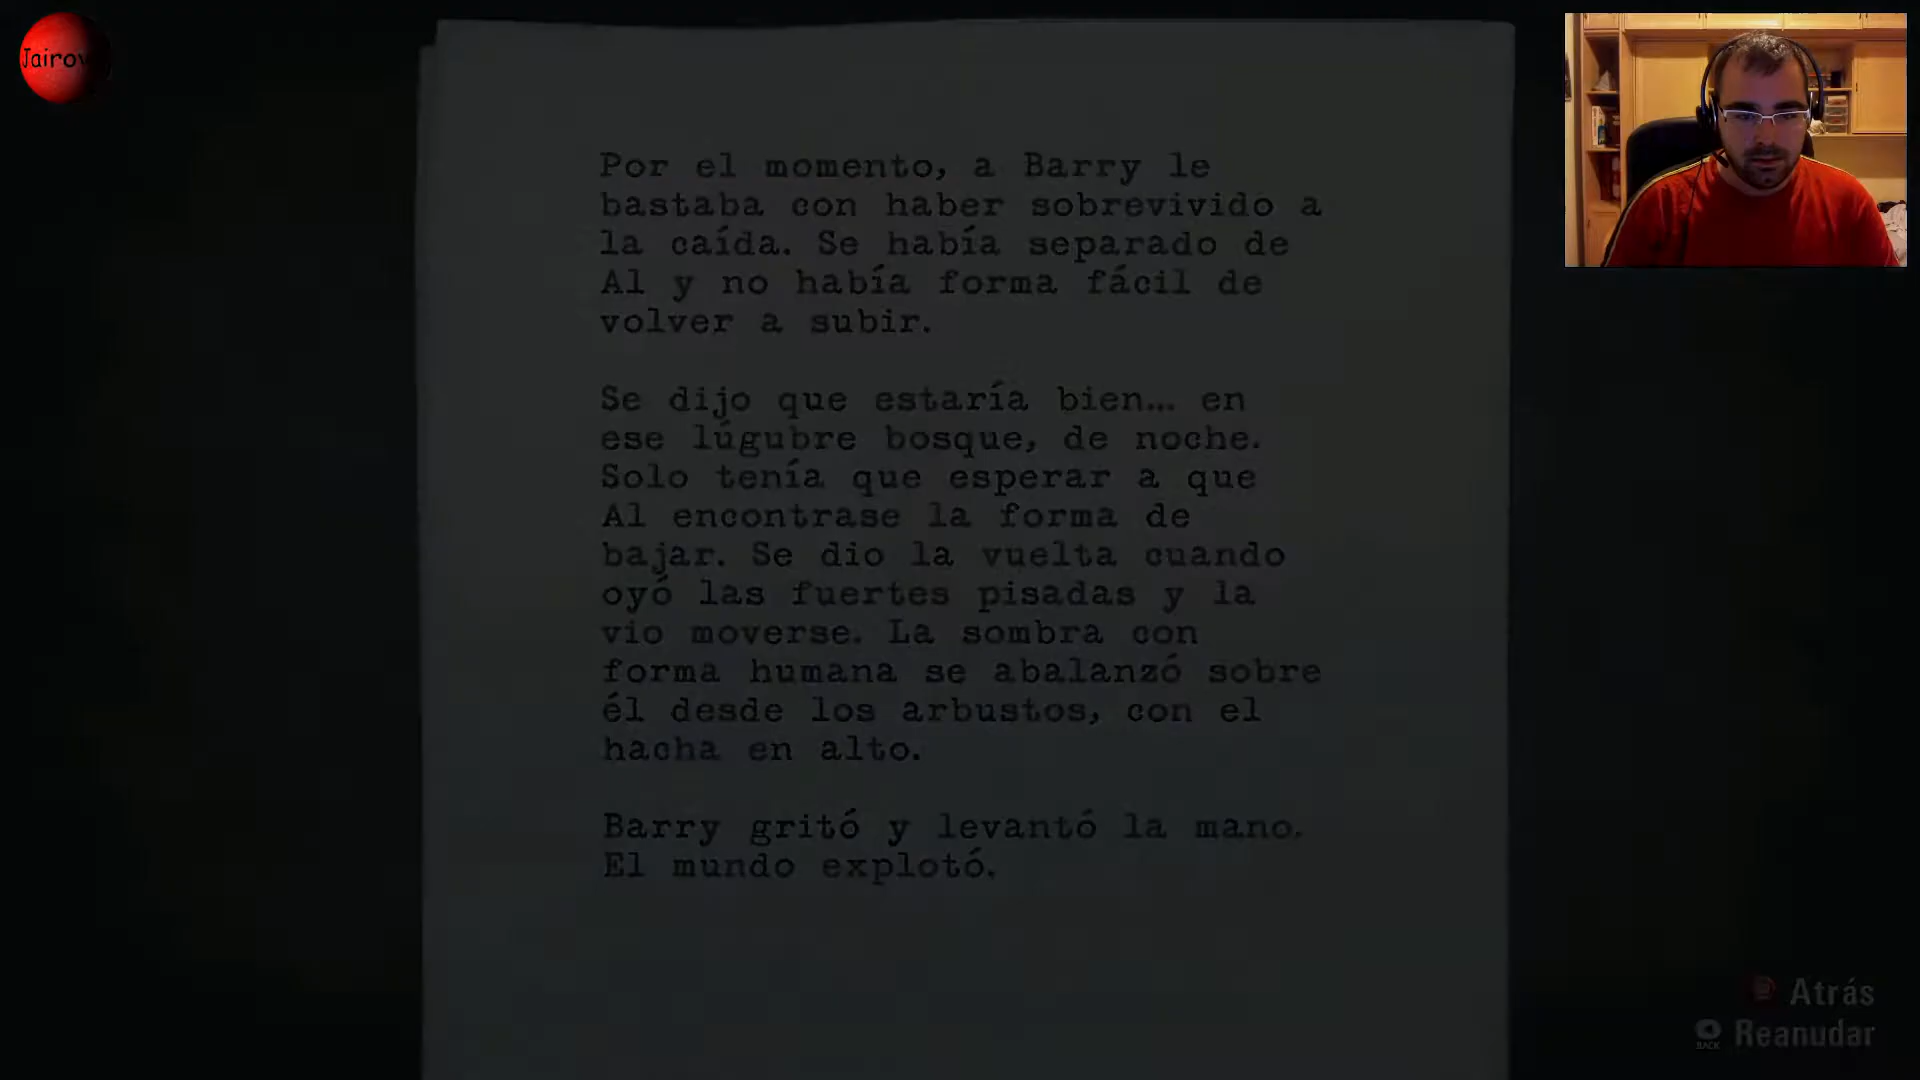 Jairov
Por el momento, a Barry le
bastaba con haber sobrevivido a
la caída. Se había separado de
Al y no había forma fácil de
volver a subir.
Se dijo que estaría bien... en
ese lúgubre bosque, de noche.
Solo tenía que esperar a que
Al encontrase la forma de
bajar. Se dio la vuelta cuando
oyó las fuertes pisadas y la
vio moverse. La sombra con
forma humana se abalanzó sobre
él desde los arbustos, con el
hacha en alto.
Barry gritó y levantó la mano.
El mundo explotó.
Atrás
BACK Reanudar